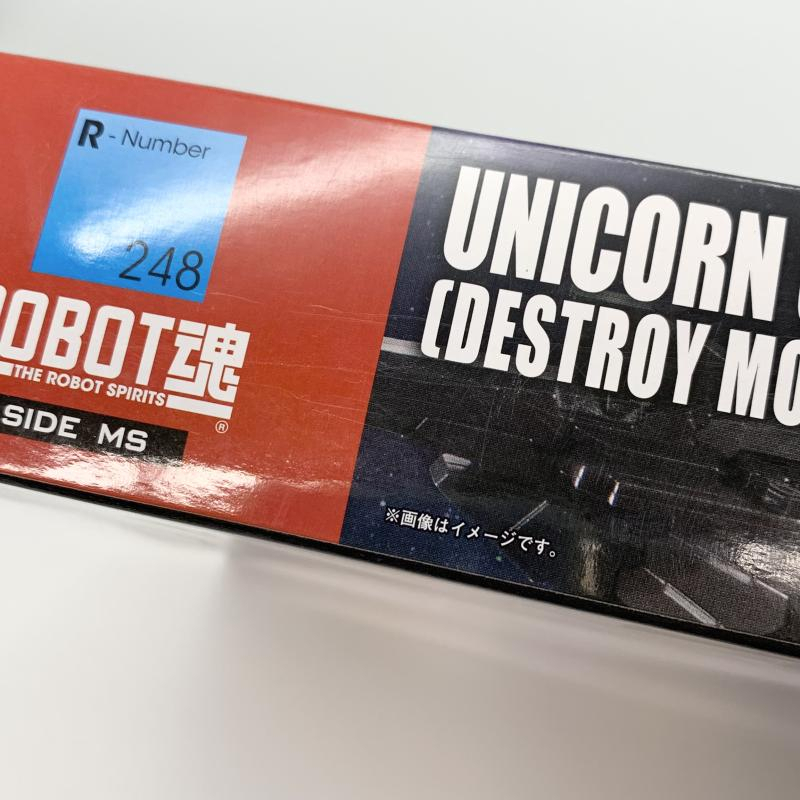 R - Number
248
ROBOT魂
THE ROBOT SPIRITS
®
SIDE MS
UNICORN
(DESTROY MO
※画像はイメージです。